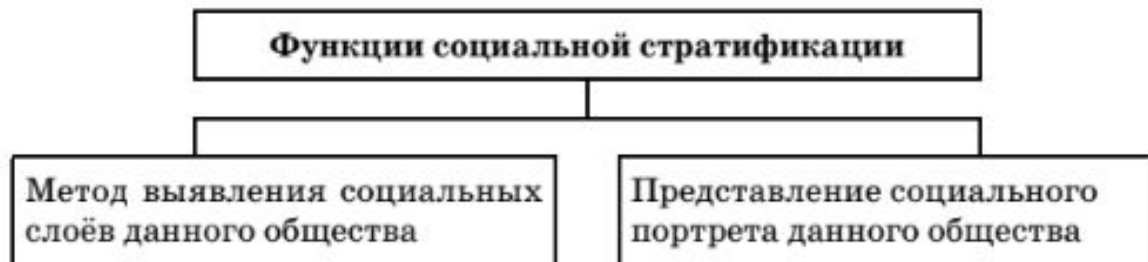 Функции социальной стратификации
Метод выявления социальных
слоёв данного общества
Представление социального
портрета данного общества